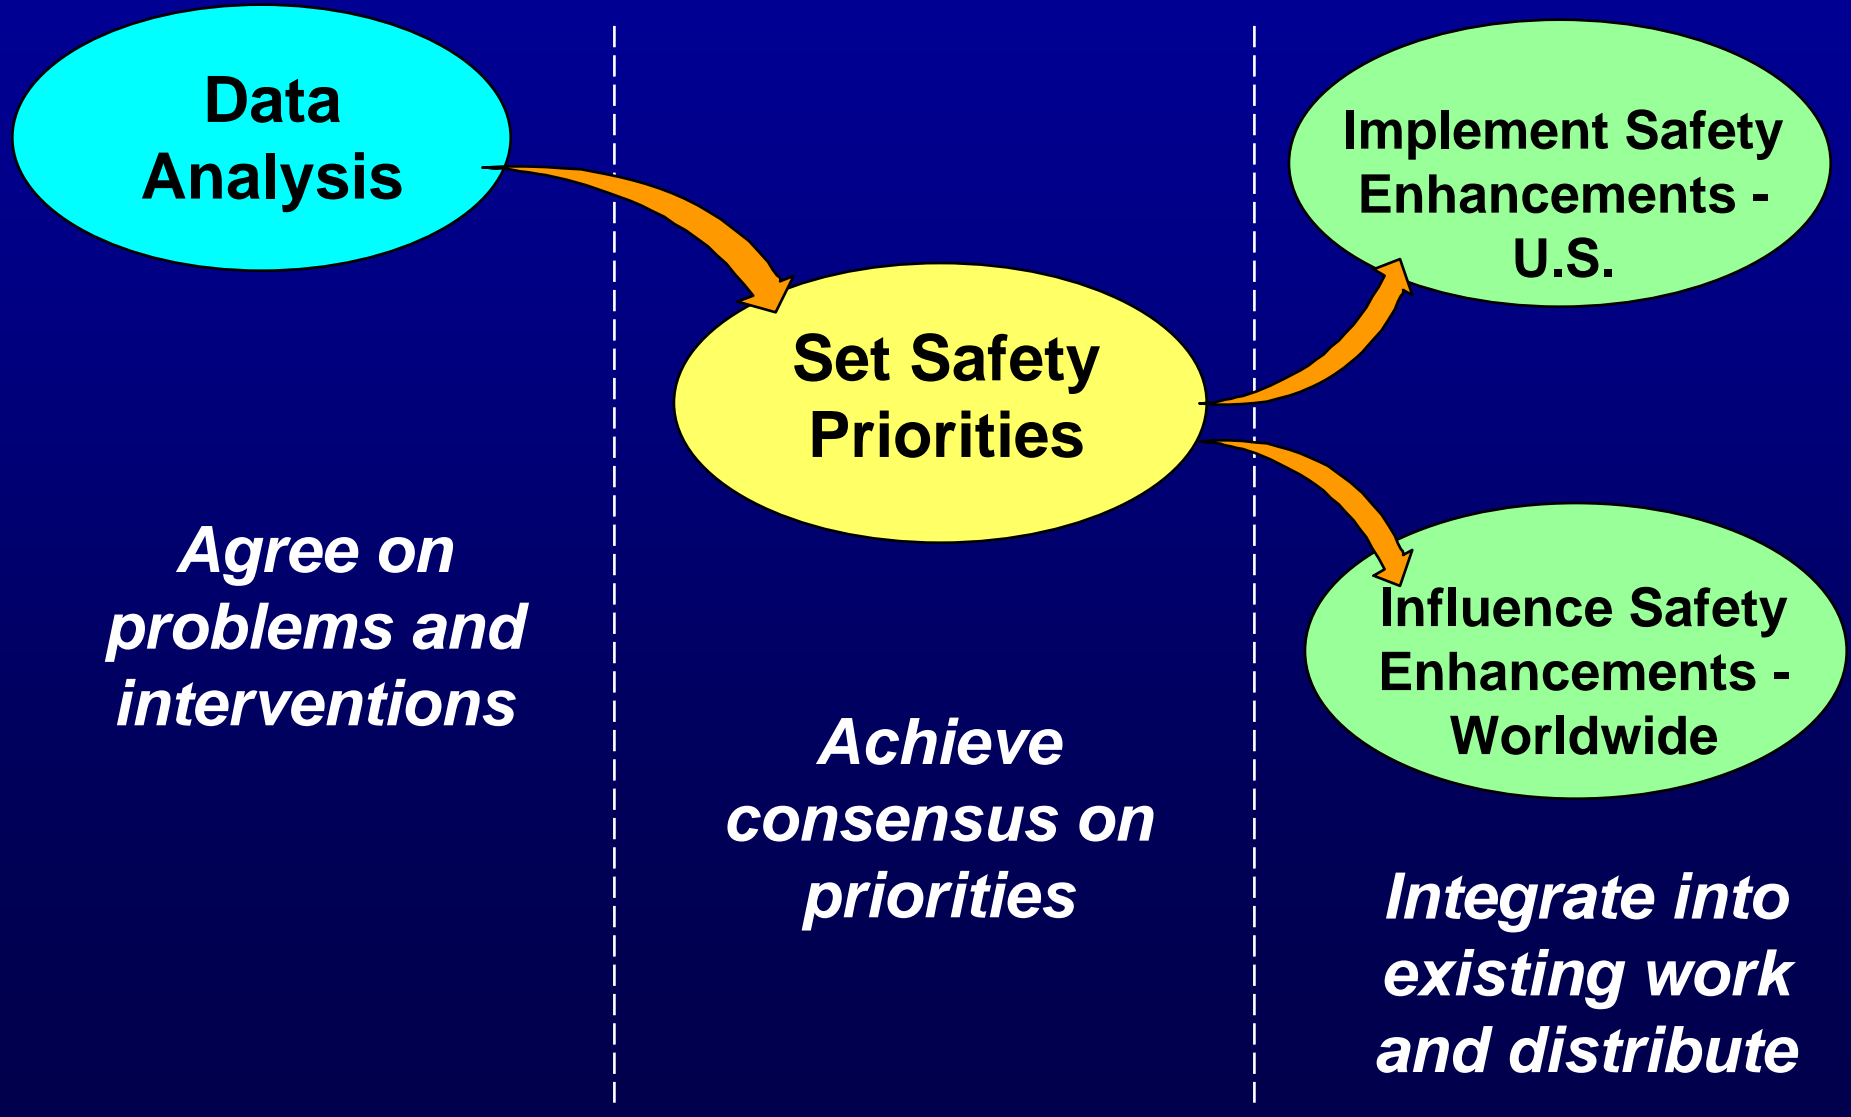 Data
Analysis
Agree on
problems and
interventions
Set Safety
Priorities
Achieve
consensus on
priorities
Implement Safety
Enhancements -
U.S.
Influence Safety
Enhancements -
Worldwide
Integrate into
existing work
and distribute